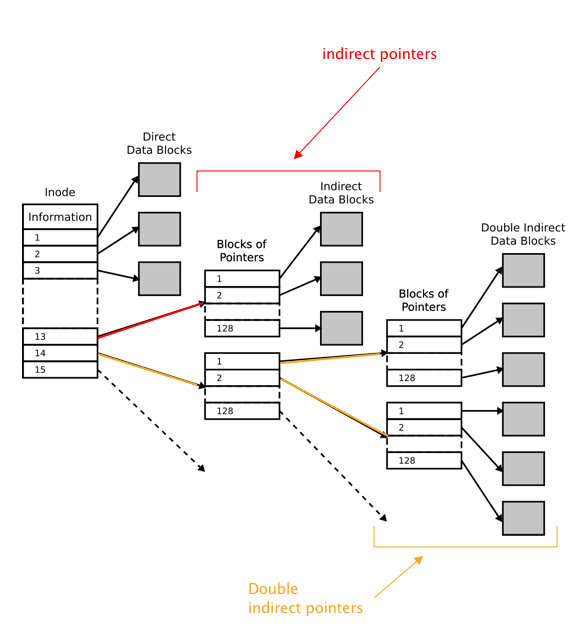 indirect pointers
Direct
Data Blocks
Inode
Information
1
2
3
13
14
15
Indirect
Data Blocks
Blocks of
Pointers
1
2
128
1
2
128
Double Indirect
Data Blocks
Blocks of
Pointers
1
2
128
1
2
128
Double
indirect pointers